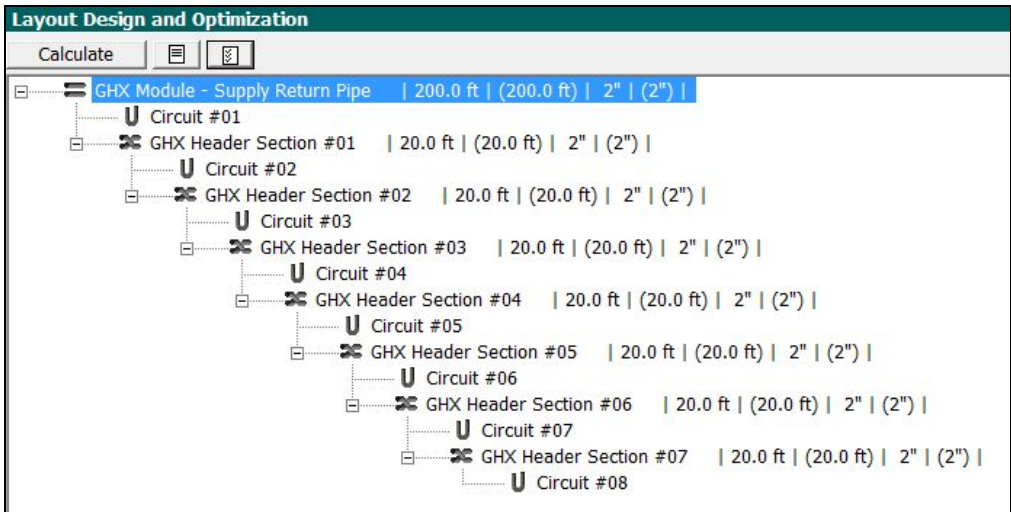 Layout Design and Optimization
Calculate
GHX Module - Supply Return Pipe | 200.0 ft | (200.0 ft) | 2" | (2") |
Circuit #01
GHX Header Section #01 | 20.0 ft | (20.0 ft) | 2" | (2") |
Circuit #02
GHX Header Section #02 | 20.0 ft | (20.0 ft) | 2" | (2") |
Circuit #03
GHX Header Section #03 | 20.0 ft | (20.0 ft) | 2" | (2") |
Circuit #04
GHX Header Section #04 | 20.0 ft | (20.0 ft) | 2" | (2") |
Circuit #05
GHX Header Section #05 | 20.0 ft | (20.0 ft) | 2" | (2") |
Circuit #06
GHX Header Section #06 | 20.0 ft | (20.0 ft) | 2" | (2") |
Circuit #07
GHX Header Section #07 | 20.0 ft | (20.0 ft) | 2" | (2") |
Circuit #08